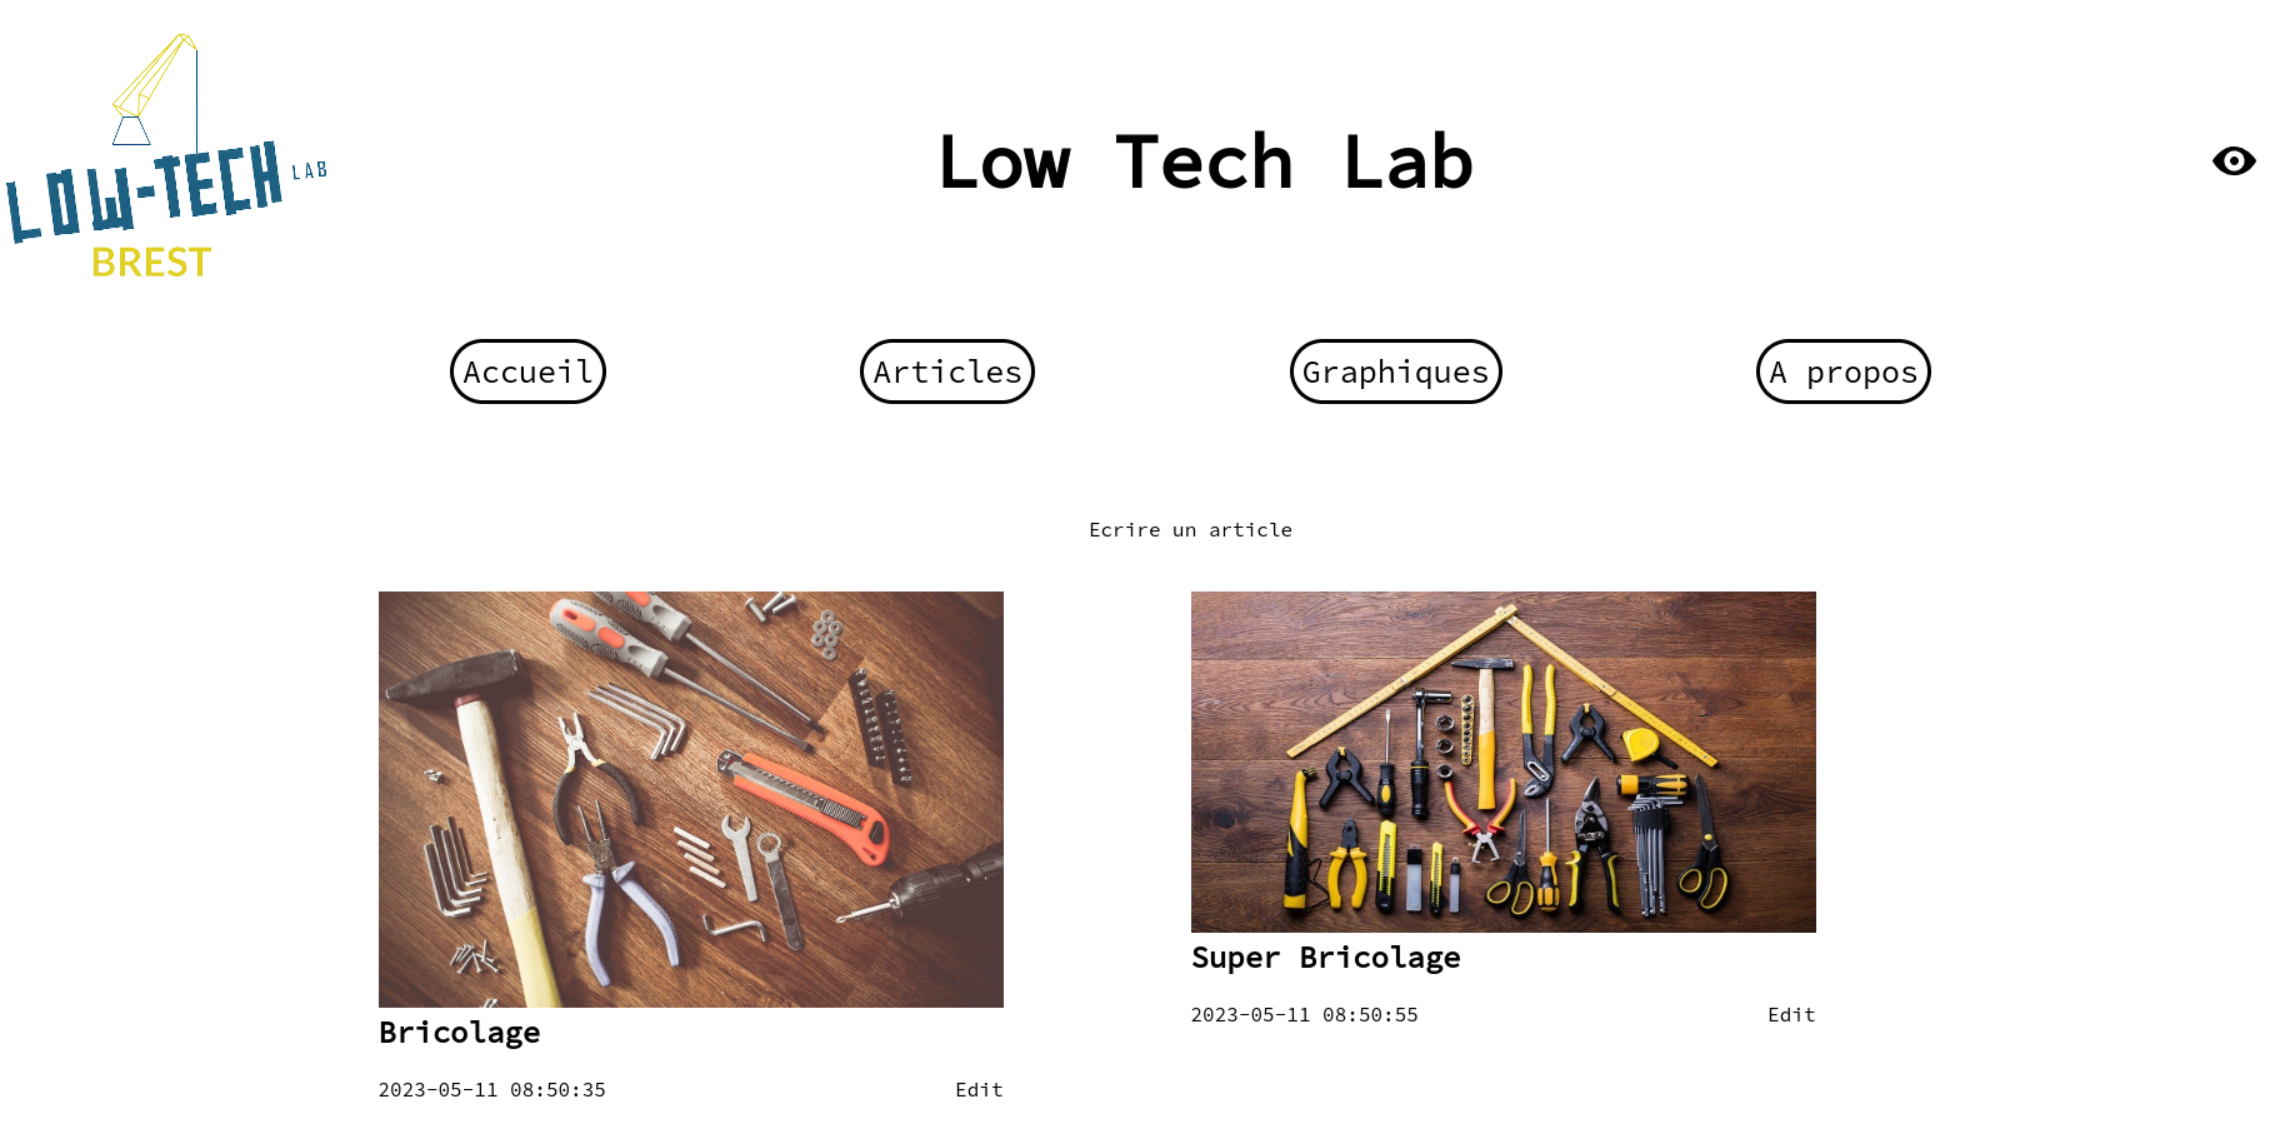 LOW-TECH LAB
BREST
Low Tech Lab
Accueil
Articles
Graphiques
A propos
Ecrire un article
Bricolage
2023-05-11 08:50:35
Edit
Super Bricolage
2023-05-11 08:50:55
Edit